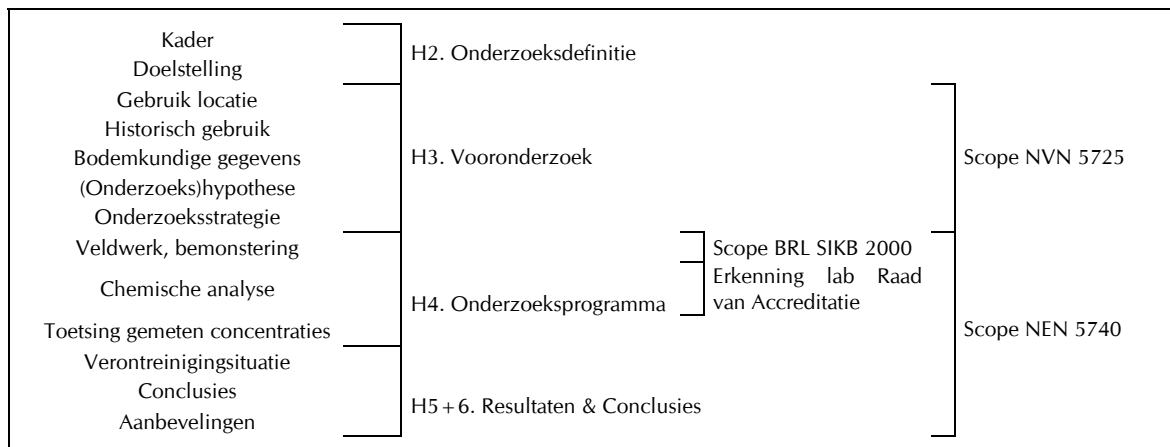 Kader
Doelstelling
H2. Onderzoeksdefinitie
Gebruik locatie
Historisch gebruik
Bodemkundige gegevens
(Onderzoeks)hypothese
Onderzoeksstrategie
H3. Vooronderzoek
Scope NVN 5725
Veldwerk, bemonstering
Chemische analyse
Toetsing gemeten concentraties
H4. Onderzoeksprogramma
Scope BRL SIKB 2000
Erkenning lab Raad
van Accreditatie
Scope NEN 5740
Verontreinigingsituatie
Conclusies
Aanbevelingen
H5+6. Resultaten & Conclusies